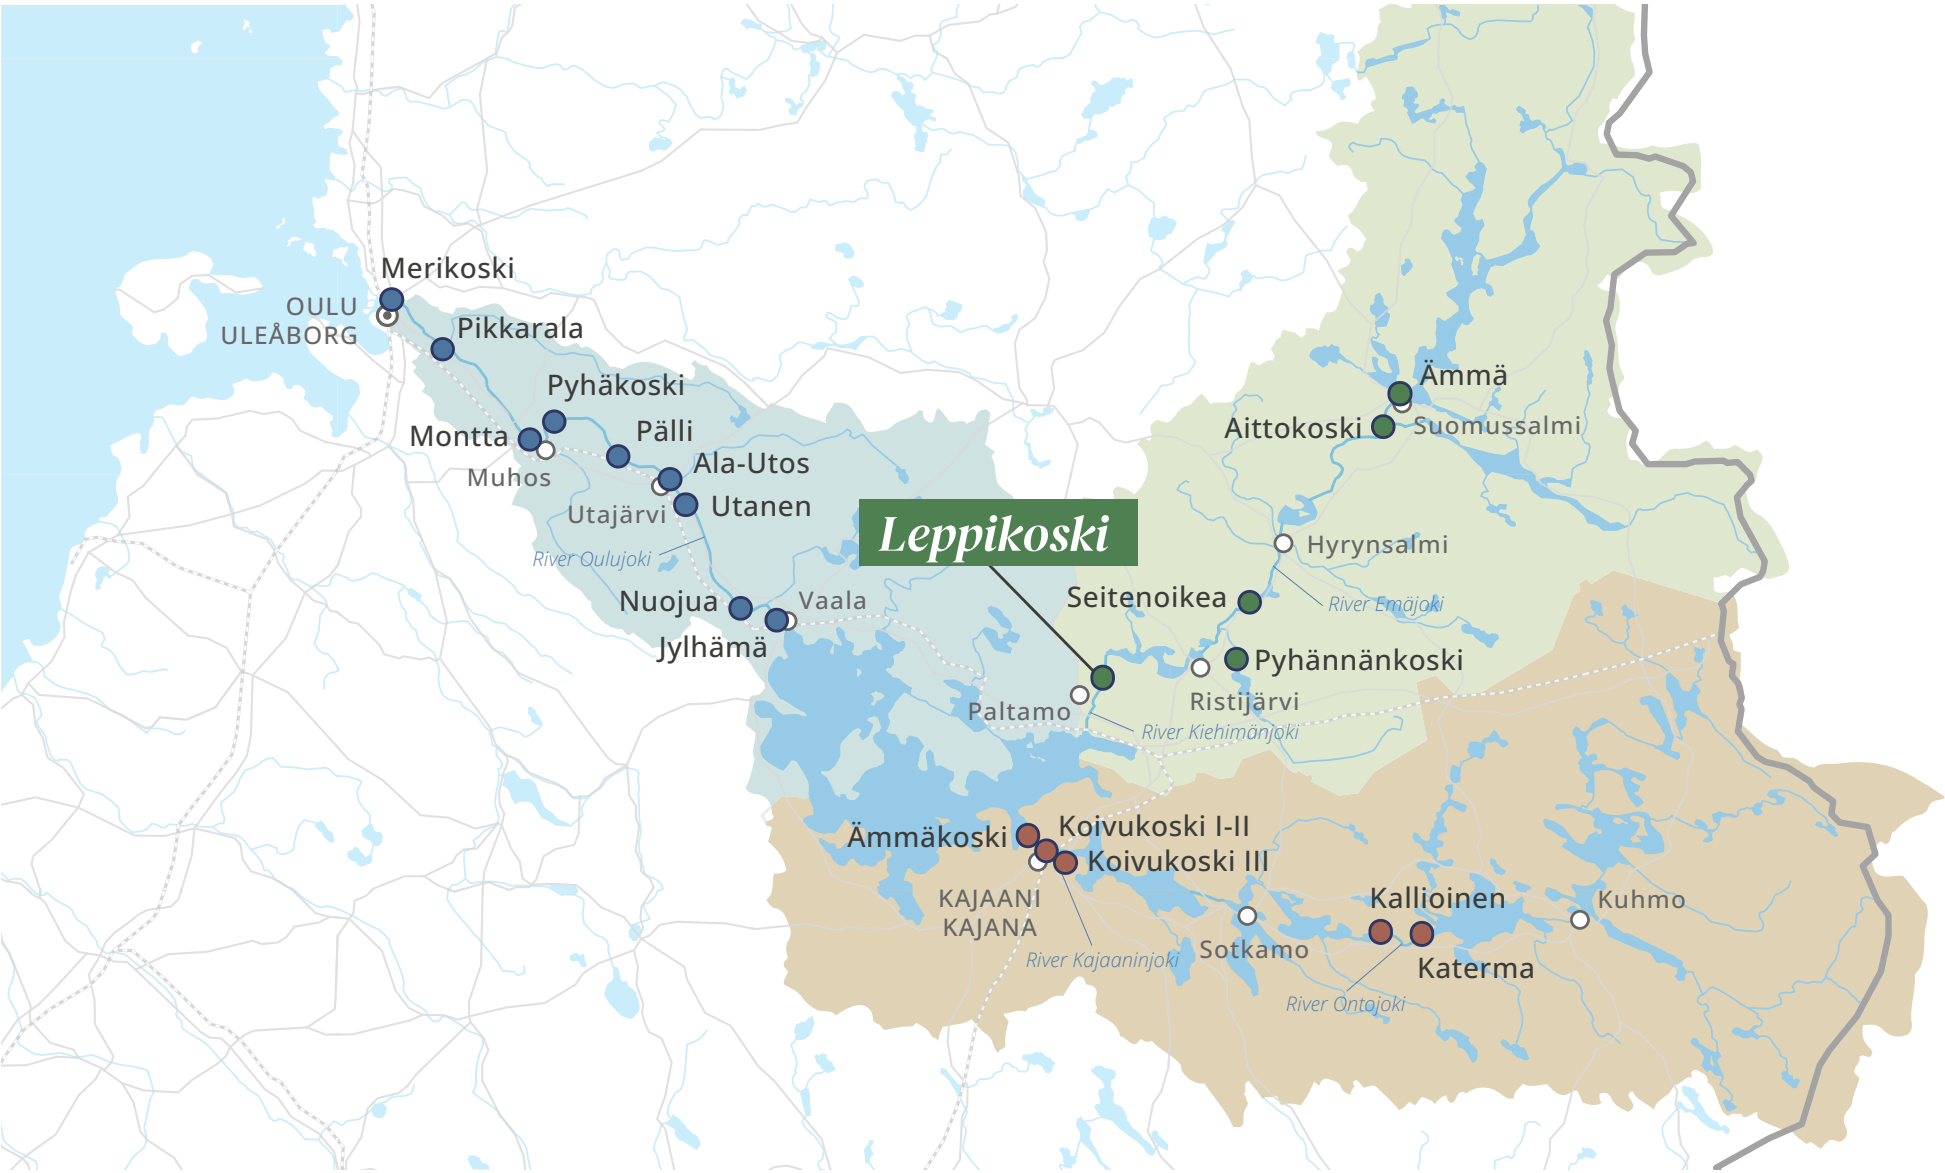 Merikoski
OULU
ULEÅBORG
Pikkarala
Pyhäkoski
Montta
Muhos
Pälli
Ala-Utos
Utajärvi
Utanen
River Oulujoki
Nuojua
Vaala
Jylhämä
Leppikoski
Ämmä
Aittokoski
Suomussalmi
Hyrynsalmi
Seitenoikea
River Emäjoki
Pyhännänkoski
Ristijärvi
Paltamo
River Kiehimänjoki
Ämmäkoski
Koivukoski I-II
Koivukoski III
KAJAANI
KAJANA
River Kajaaninjoki
Sotkamo
Kallioinen
Katerma
River Ontojoki
Kuhmo